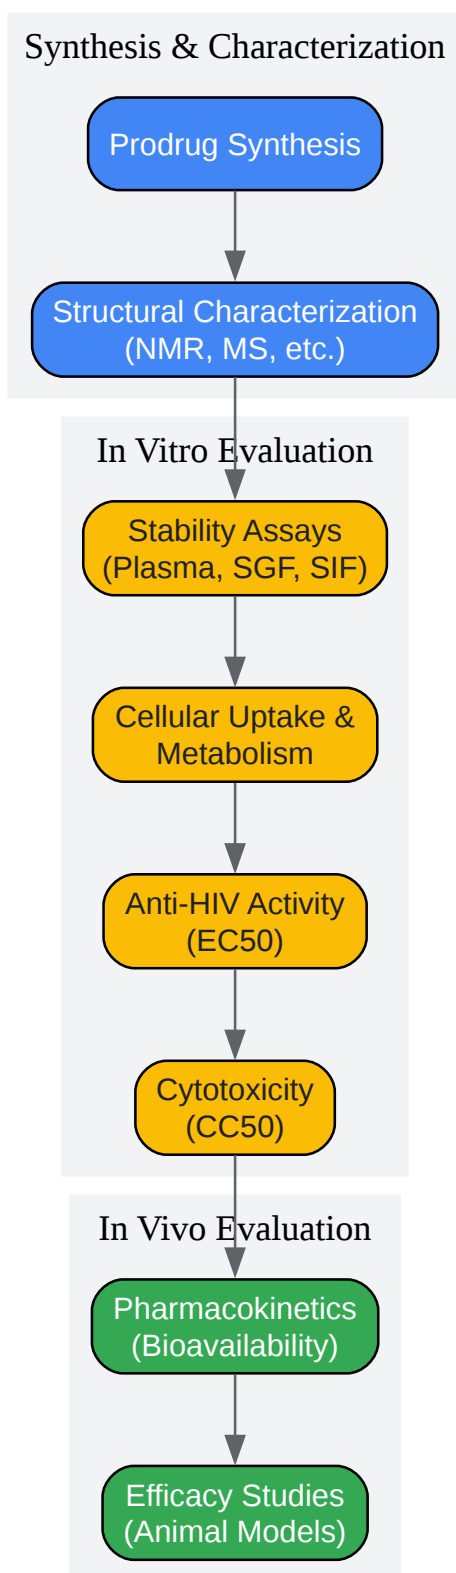 Synthesis & Characterization
Prodrug Synthesis
Structural Characterization
(NMR, MS, etc.)
In Vitro Evaluation
Stability Assays
(Plasma, SGF, SIF)
Cellular Uptake &
Metabolism
Anti-HIV Activity
(EC50)
Cytotoxicity
(CC50)
In Vivo Evaluation
Pharmacokinetics
(Bioavailability)
Efficacy Studies
(Animal Models)